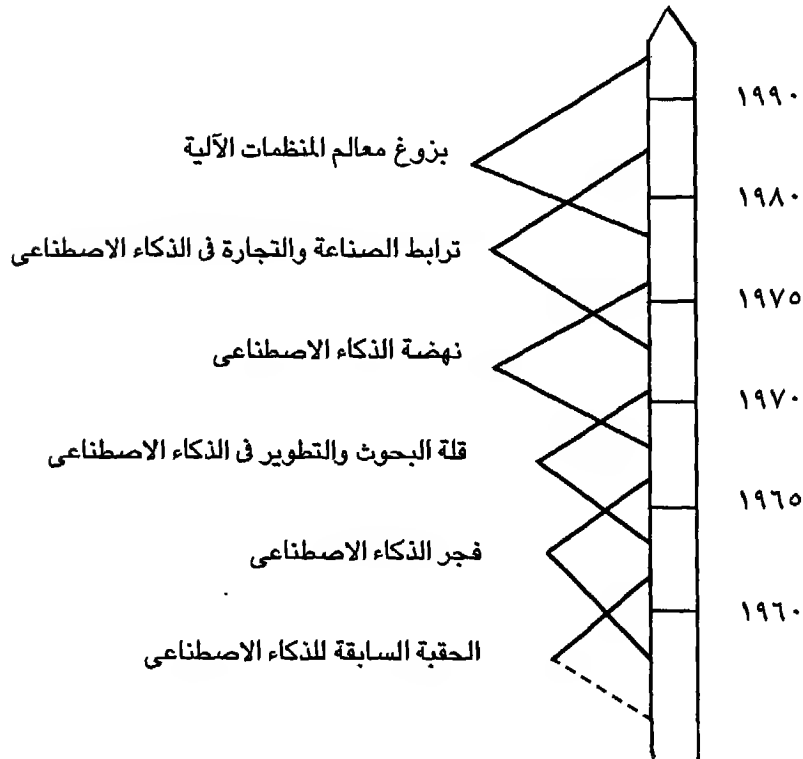 ١٩٩٠
بزوغ معالم المنظمات الآلية
١٩٨٠
ترابط الصناعة والتجارة فى الذكاء الاصطناعى
١٩٧٥
نهضة الذكاء الاصطناعى
١٩٧٠
قلة البحوث والتطوير فى الذكاء الاصطناعى
١٩٦٥
فجر الذكاء الاصطناعى
١٩٦٠
الحقبة السابقة للذكاء الاصطناعى